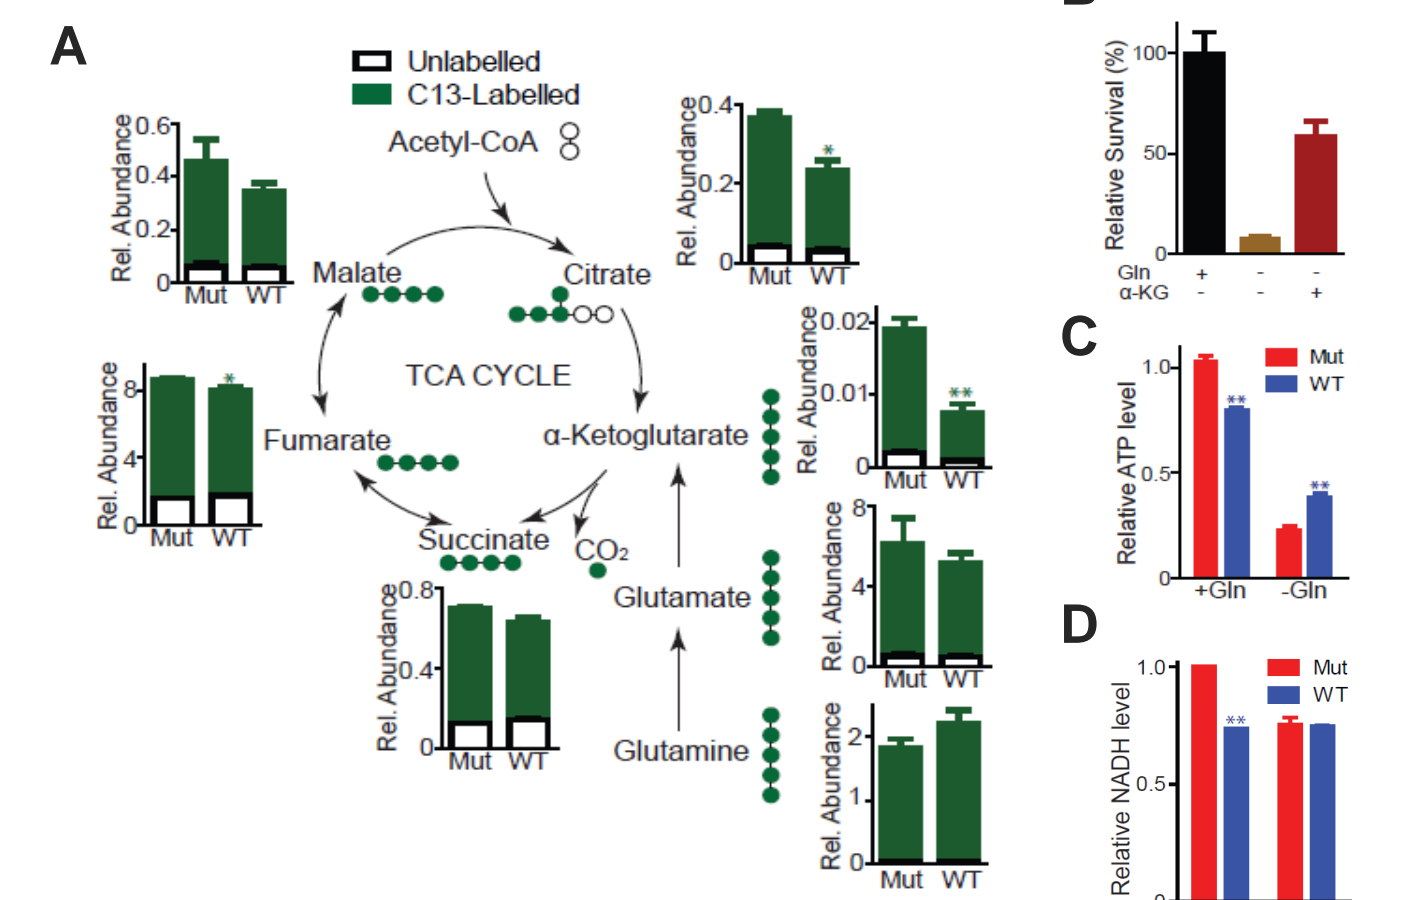 A
Unlabelled
C13-Labelled
Acetyl-CoA
Rel. Abundance
0.6
0.4
0.2
0
Mut WT
Rel. Abundance
0.4
0.2
0
*
Mut WT
Malate
Citrate
TCA CYCLE
Rel. Abundance
8
4
0
*
Mut WT
Fumarate
α-Ketoglutarate
Rel. Abundance
0.02
0.01
0
**
Mut WT
Succinate
CO2
Rel. Abundance
0.8
0.4
0
Mut WT
Glutamate
Rel. Abundance
8
4
0
Mut WT
Glutamine
Rel. Abundance
2
1
0
Mut WT
Relative Survival (%)
100
50
0
Gln + - -
α-KG - - +
C
Mut
WT
Relative ATP level
1.0
0.5
0
**
**
+Gln -Gln
D
Mut
WT
Relative NADH level
1.0
0.5
**